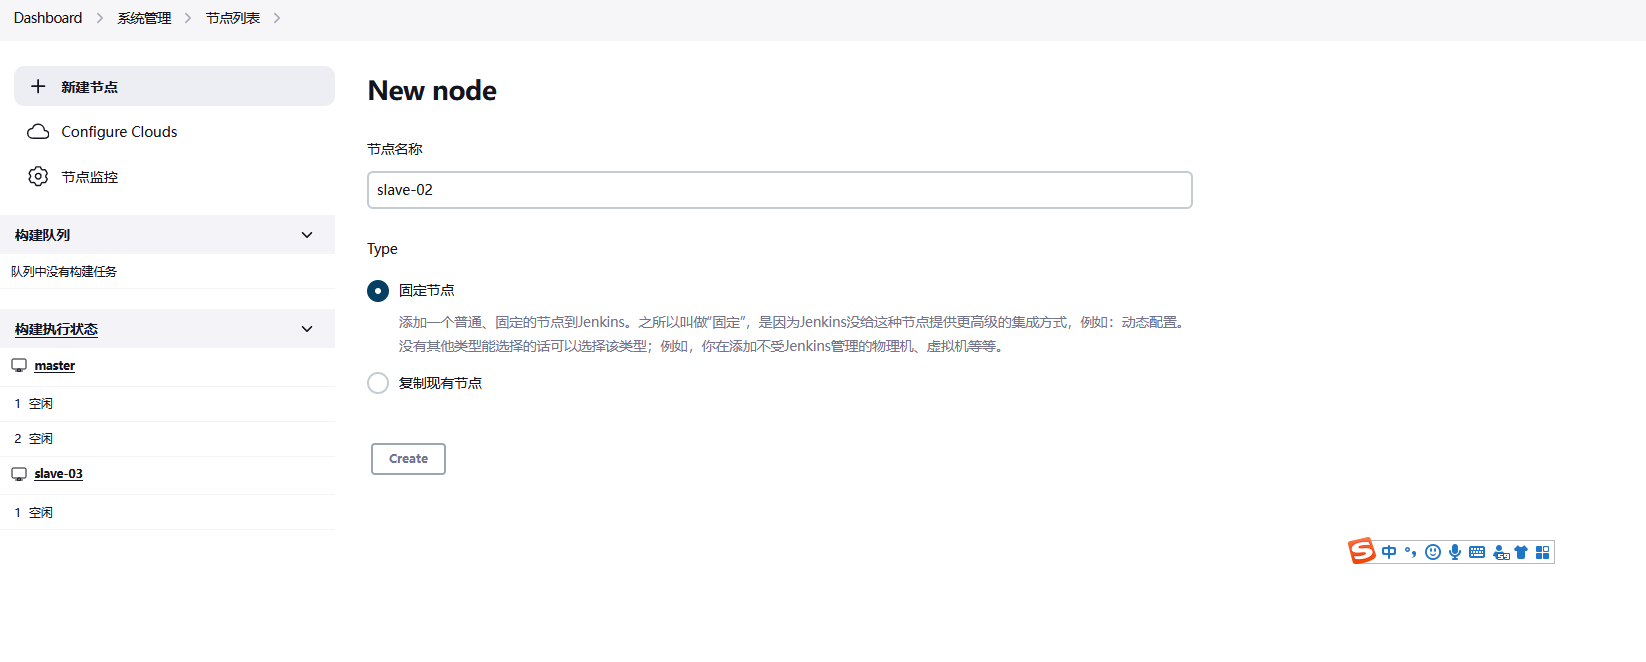 Dashboard
系统管理
节点列表
新建节点
Configure Clouds
节点监控
构建队列
队列中没有构建任务
构建执行状态
master
1 空闲
2 空闲
slave-03
1 空闲
New node
节点名称
slave-02
Type
固定节点
添加一个普通、固定的节点到Jenkins。之所以叫做“固定”，是因为Jenkins没给这种节点提供更高级的集成方式，例如：动态配置。
没有其他类型能选择的话可以选择该类型；例如，你在添加不受Jenkins管理的物理机、虚拟机等等。
复制现有节点
Create
S 中